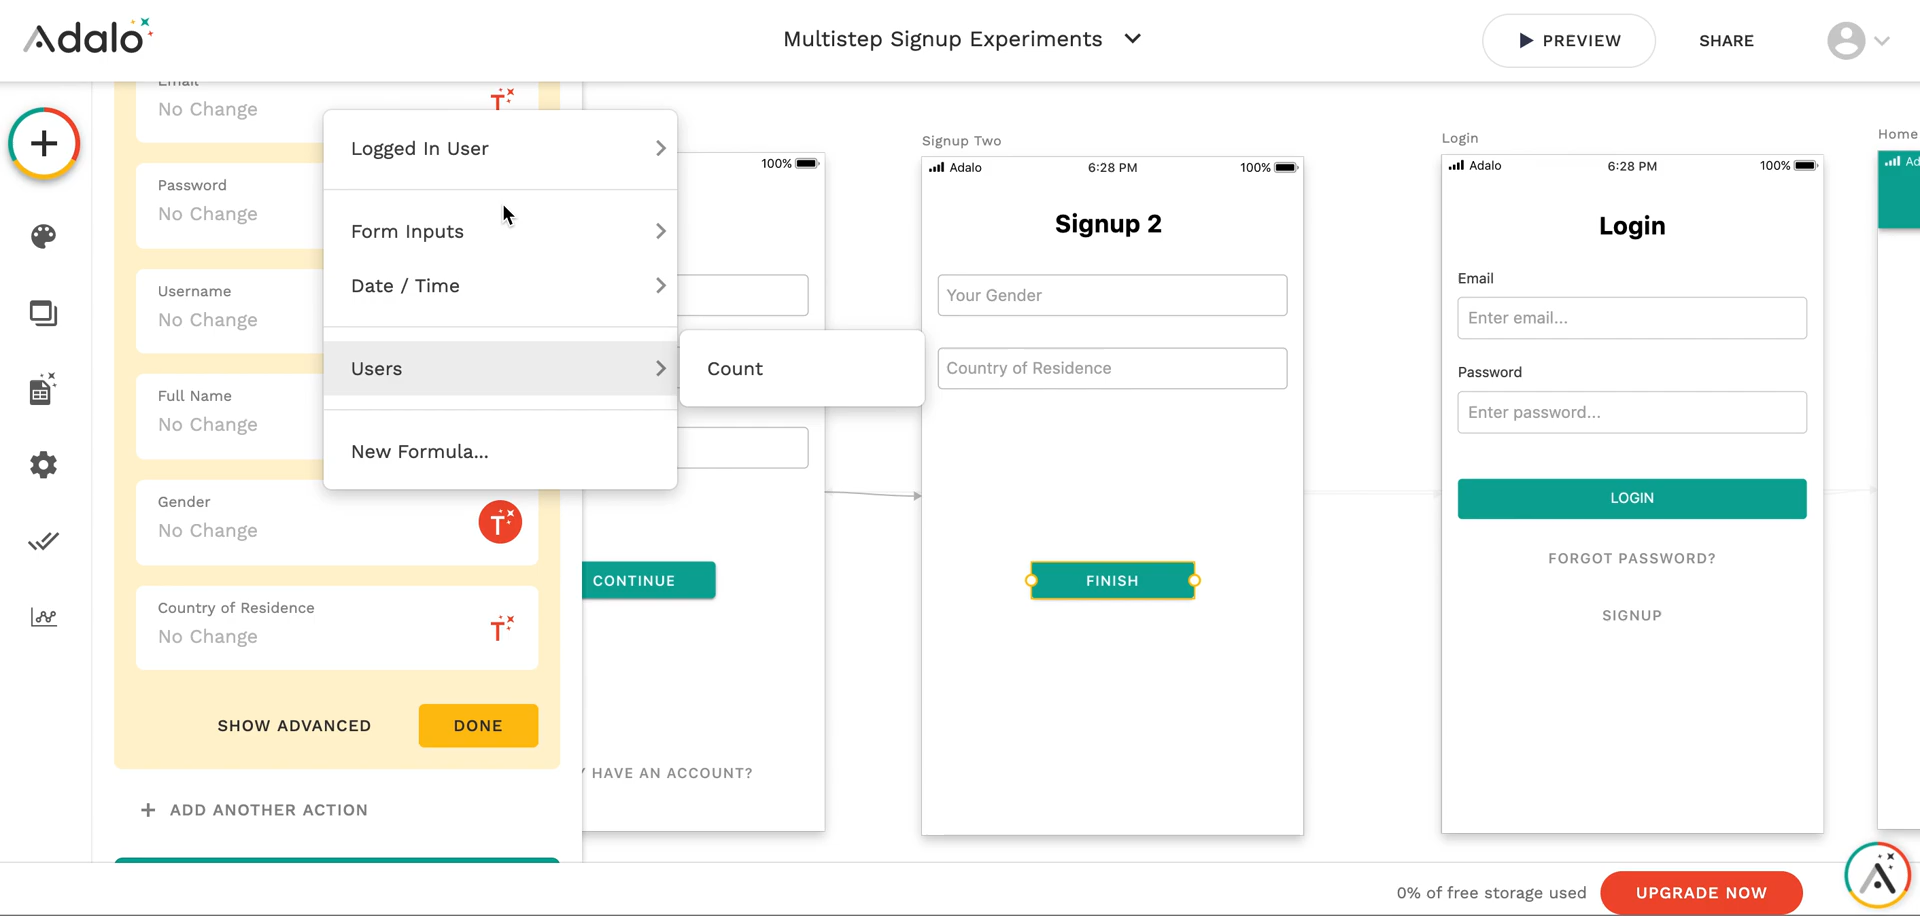 Adalo
Multistep Signup Experiments
PREVIEW
SHARE
Email
No Change
Password
No Change
Username
No Change
Full Name
No Change
Gender
No Change
Country of Residence
No Change
SHOW ADVANCED
DONE
ADD ANOTHER ACTION
Logged In User
Form Inputs
Date / Time
Users
New Formula...
Count
100%
CONTINUE
HAVE AN ACCOUNT?
Signup Two
Adalo
6:28 PM
100%
Signup 2
Your Gender
Country of Residence
FINISH
Login
Adalo
6:28 PM
100%
Login
Email
Enter email...
Password
Enter password...
LOGIN
FORGOT PASSWORD?
SIGNUP
Home
Ad
0% of free storage used
UPGRADE NOW